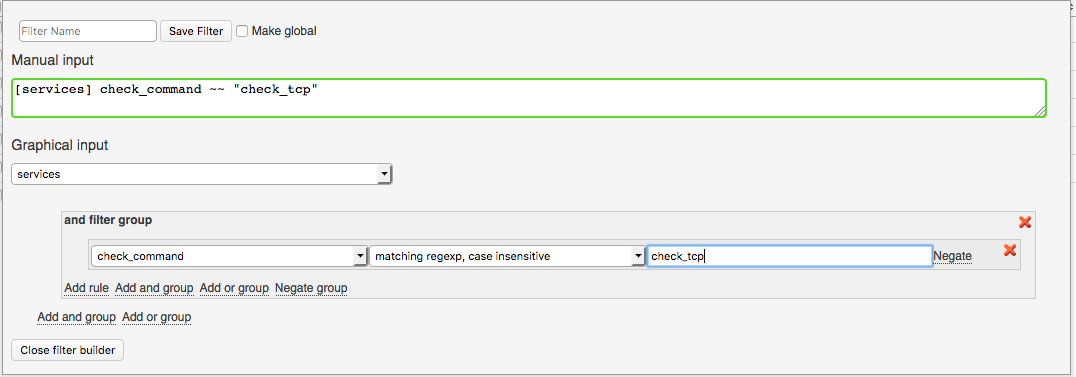 Filter Name Save Filter Make global
Manual input
[services] check_command ~~ "check_tcp"
Graphical input
services
and filter group
check_command matching regexp, case insensitive check_tcp Negate
Add rule Add and group Add or group Negate group
Add and group Add or group
Close filter builder